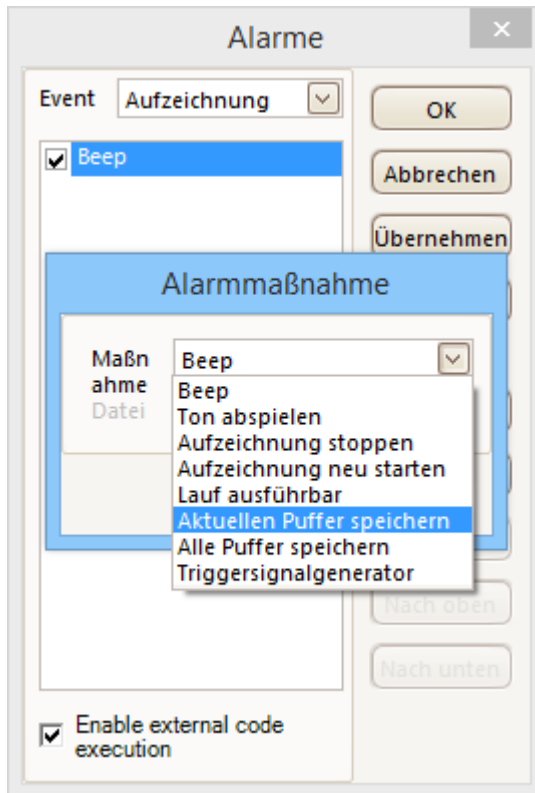 Alarme
Event Aufzeichnung
OK
Beep
Abbrechen
Übernehmen
Alarmmaßnahme
Maßn
ahme
Beep
Datei
Beep
Ton abspielen
Aufzeichnung stoppen
Aufzeichnung neu starten
Lauf ausführbar
Aktuellen Puffer speichern
Alle Puffer speichern
Triggersignalgenerator
Nach oben
Nach unten
Enable external code
execution